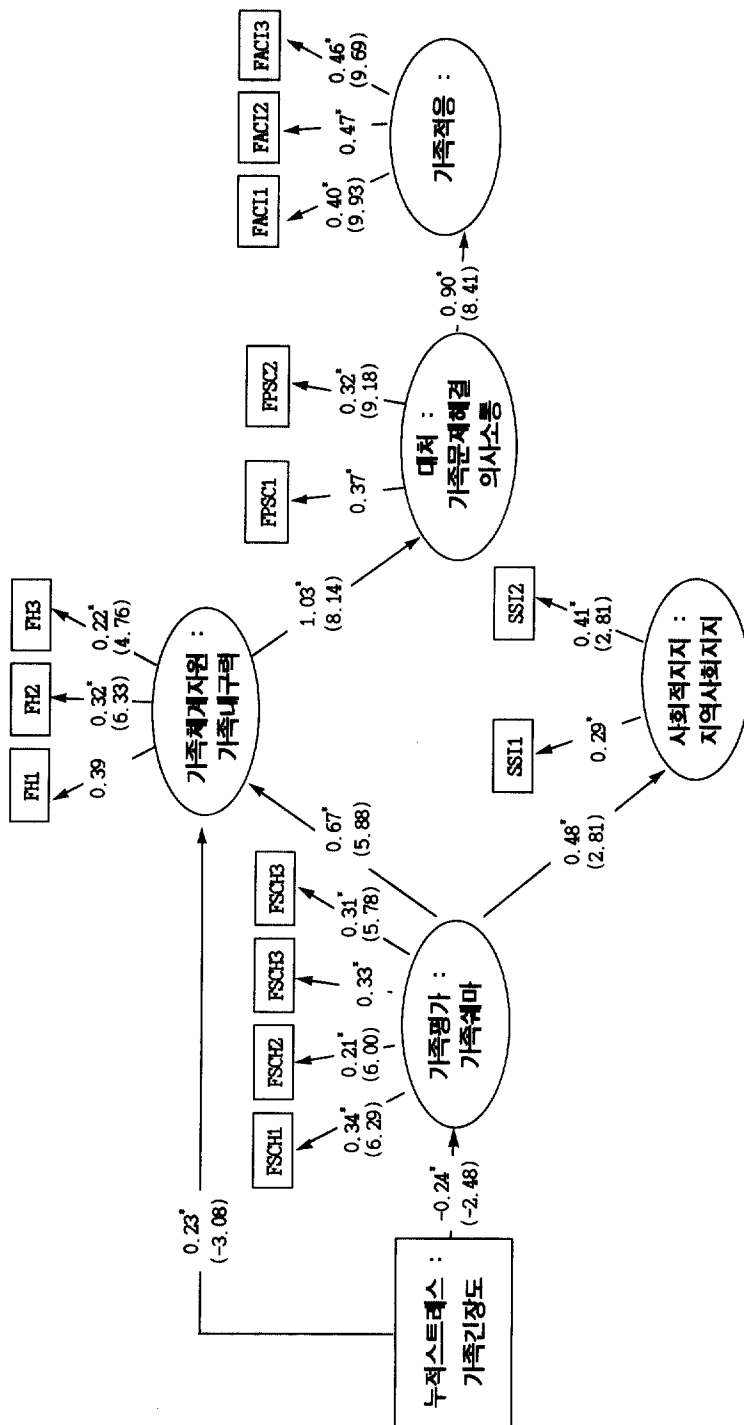 FH1
FH2
FH3
0.39
0.32*
(6.33)
0.22*
(4.76)
가족체계자원 :
가족내구력
0.23*
(-3.08)
FSCH1
FSCH2
FSCH3
FSCH3
0.34*
(6.29)
0.21*
(6.00)
0.33*
0.31*
(5.78)
0.67*
(5.88)
1.03*
(8.14)
FPSC1
FPSC2
0.37*
0.32*
(9.18)
FACI1
FACI2
FACI3
0.40*
(9.93)
0.47*
0.46*
(9.69)
누적스트레스 :
가족긴장도
-0.24*
(-2.48)
가족평가 :
가족쉐마
대처 :
가족문제해결
의사소통
0.90*
(8.41)
가족적응 :
0.48*
(2.81)
SSI1
SSI2
0.29*
0.41*
(2.81)
사회적지지 :
지역사회지지